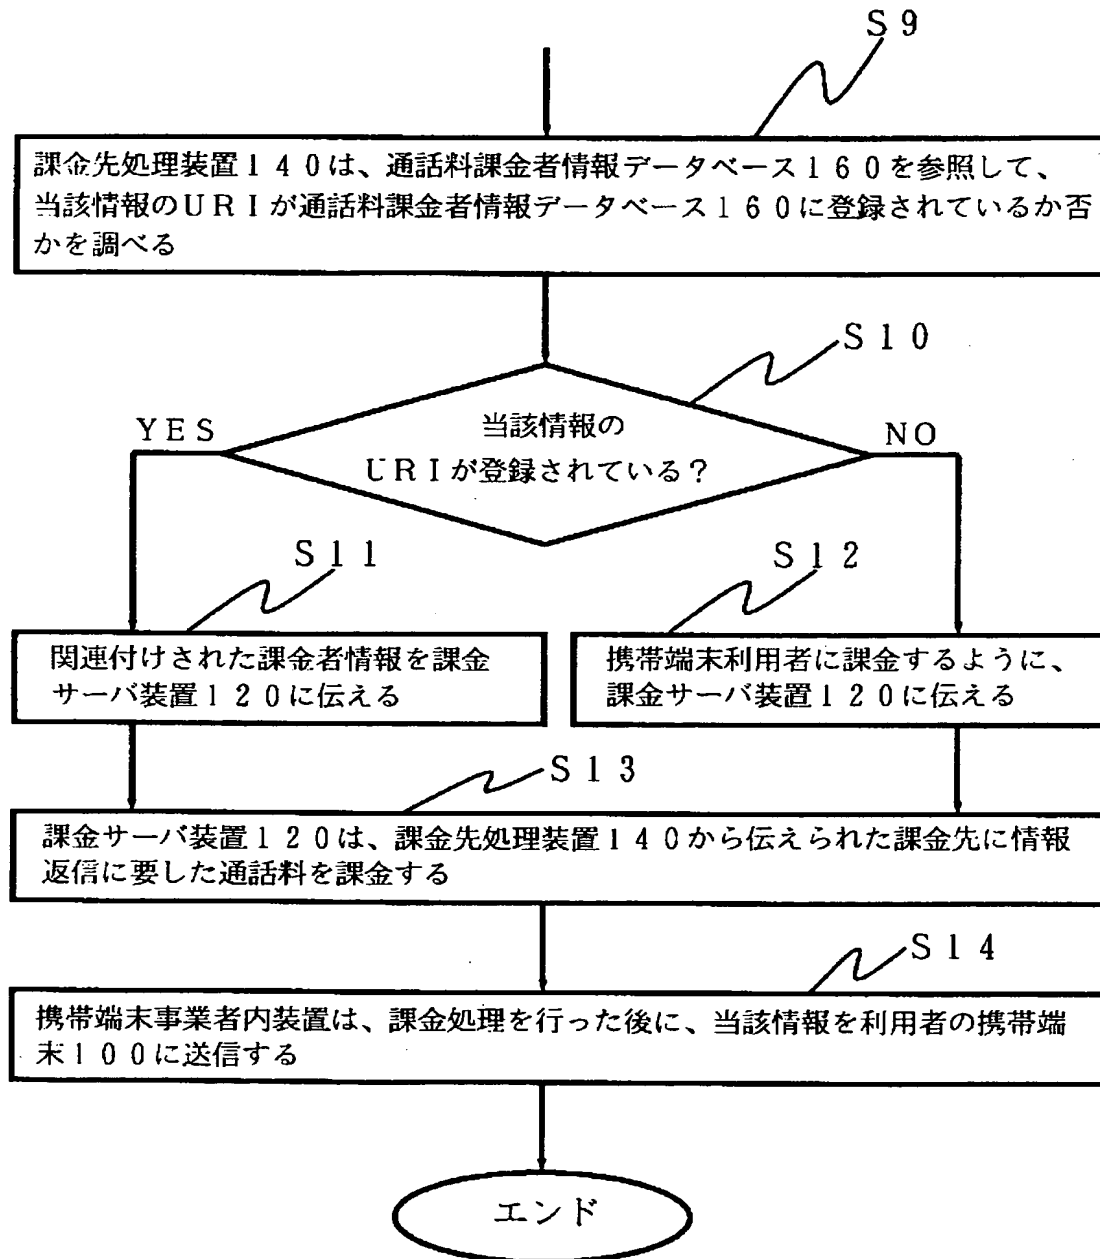 S9
課金先処理装置140は、通話料課金者情報データベース160を参照して、
当該情報のURIが通話料課金者情報データベース160に登録されているか否
かを調べる
S10
YES
当該情報の
URIが登録されている?
NO
S11
S12
関連付けされた課金者情報を課金
サーバ装置120に伝える
携帯端末利用者に課金するように、
課金サーバ装置120に伝える
S13
課金サーバ装置120は、課金先処理装置140から伝えられた課金先に情報
返信に要した通話料を課金する
S14
携帯端末事業者内装置は、課金処理を行った後に、当該情報を利用者の携帯端
末100に送信する
エンド